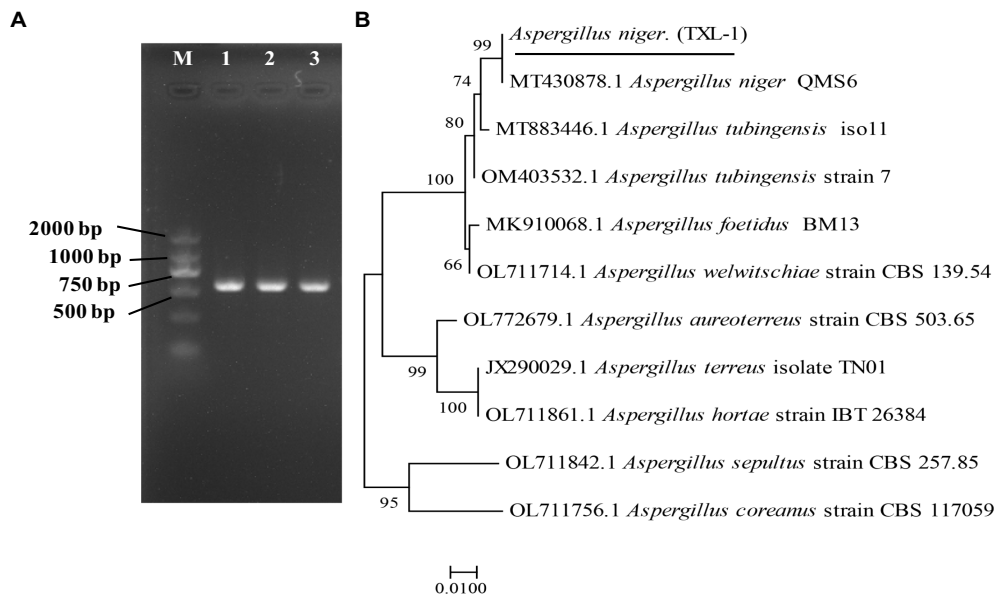 A
M 1 2 3
2000 bp
1000 bp
750 bp
500 bp
B
99
Aspergillus niger. (TXL-1)
74
MT430878.1 Aspergillus niger QMS6
80
MT883446.1 Aspergillus tubingensis iso11
OM403532.1 Aspergillus tubingensis strain 7
100
MK910068.1 Aspergillus foetidus BM13
66
OL711714.1 Aspergillus welwitschiae strain CBS 139.54
OL772679.1 Aspergillus aureoterreus strain CBS 503.65
99
JX290029.1 Aspergillus terreus isolate TN01
100
OL711861.1 Aspergillus hortae strain IBT 26384
OL711842.1 Aspergillus sepultus strain CBS 257.85
95
OL711756.1 Aspergillus coreanus strain CBS 117059
0.0100